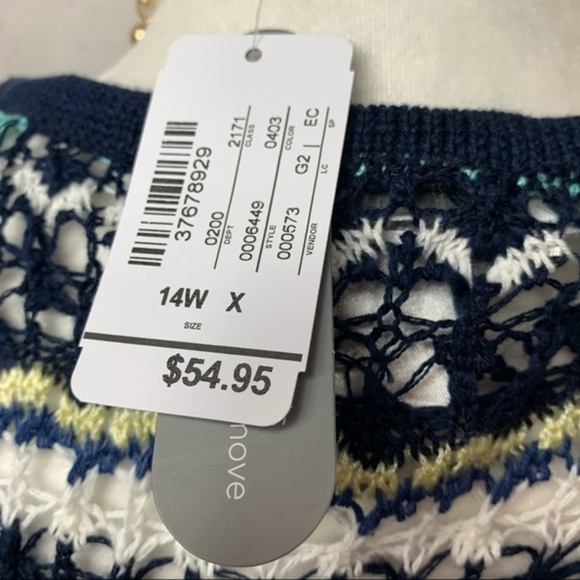 37678929
0200
DEPT
2171
CLASS
0006449
STYLE
0403
COLOR
000573
VENDOR
G2 | EC
LC
SP
14W X
SIZE
$54.95